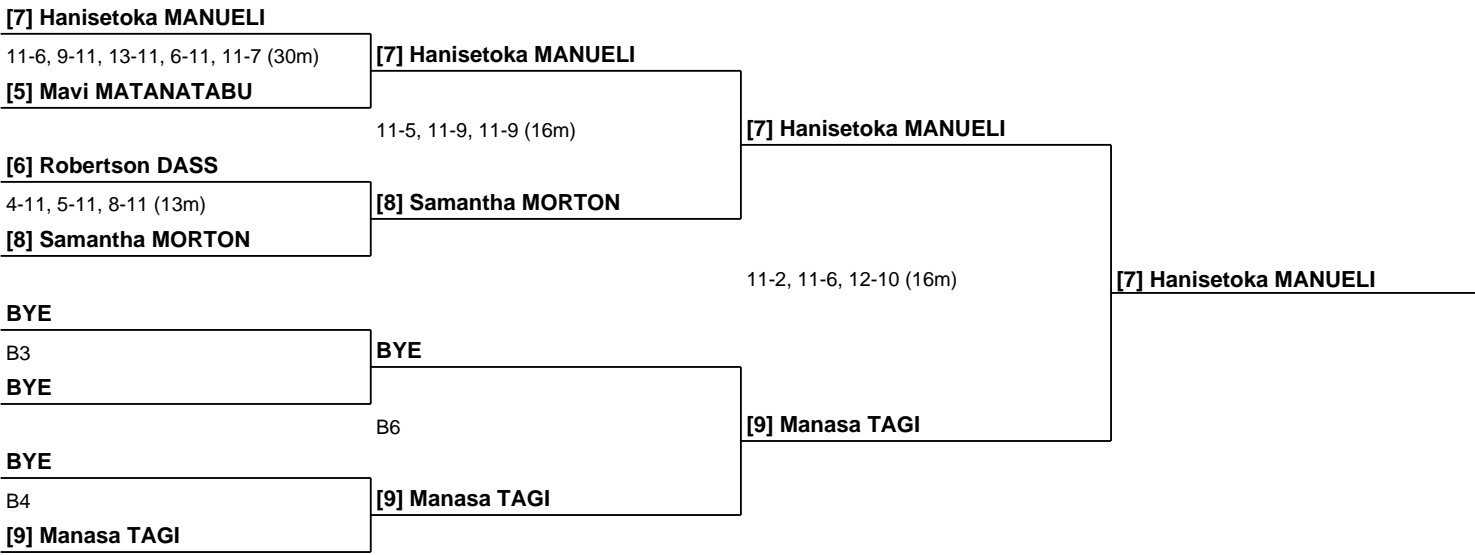 [7] Hanisetoka MANUELI
11-6, 9-11, 13-11, 6-11, 11-7 (30m)
[7] Hanisetoka MANUELI
[5] Mavi MATANATABU
11-5, 11-9, 11-9 (16m)
[7] Hanisetoka MANUELI
[6] Robertson DASS
4-11, 5-11, 8-11 (13m)
[8] Samantha MORTON
[8] Samantha MORTON
11-2, 11-6, 12-10 (16m)
[7] Hanisetoka MANUELI
BYE
B3
BYE
BYE
B6
[9] Manasa TAGI
BYE
B4
[9] Manasa TAGI
[9] Manasa TAGI